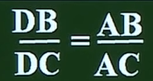 DB/DC = AB/AC